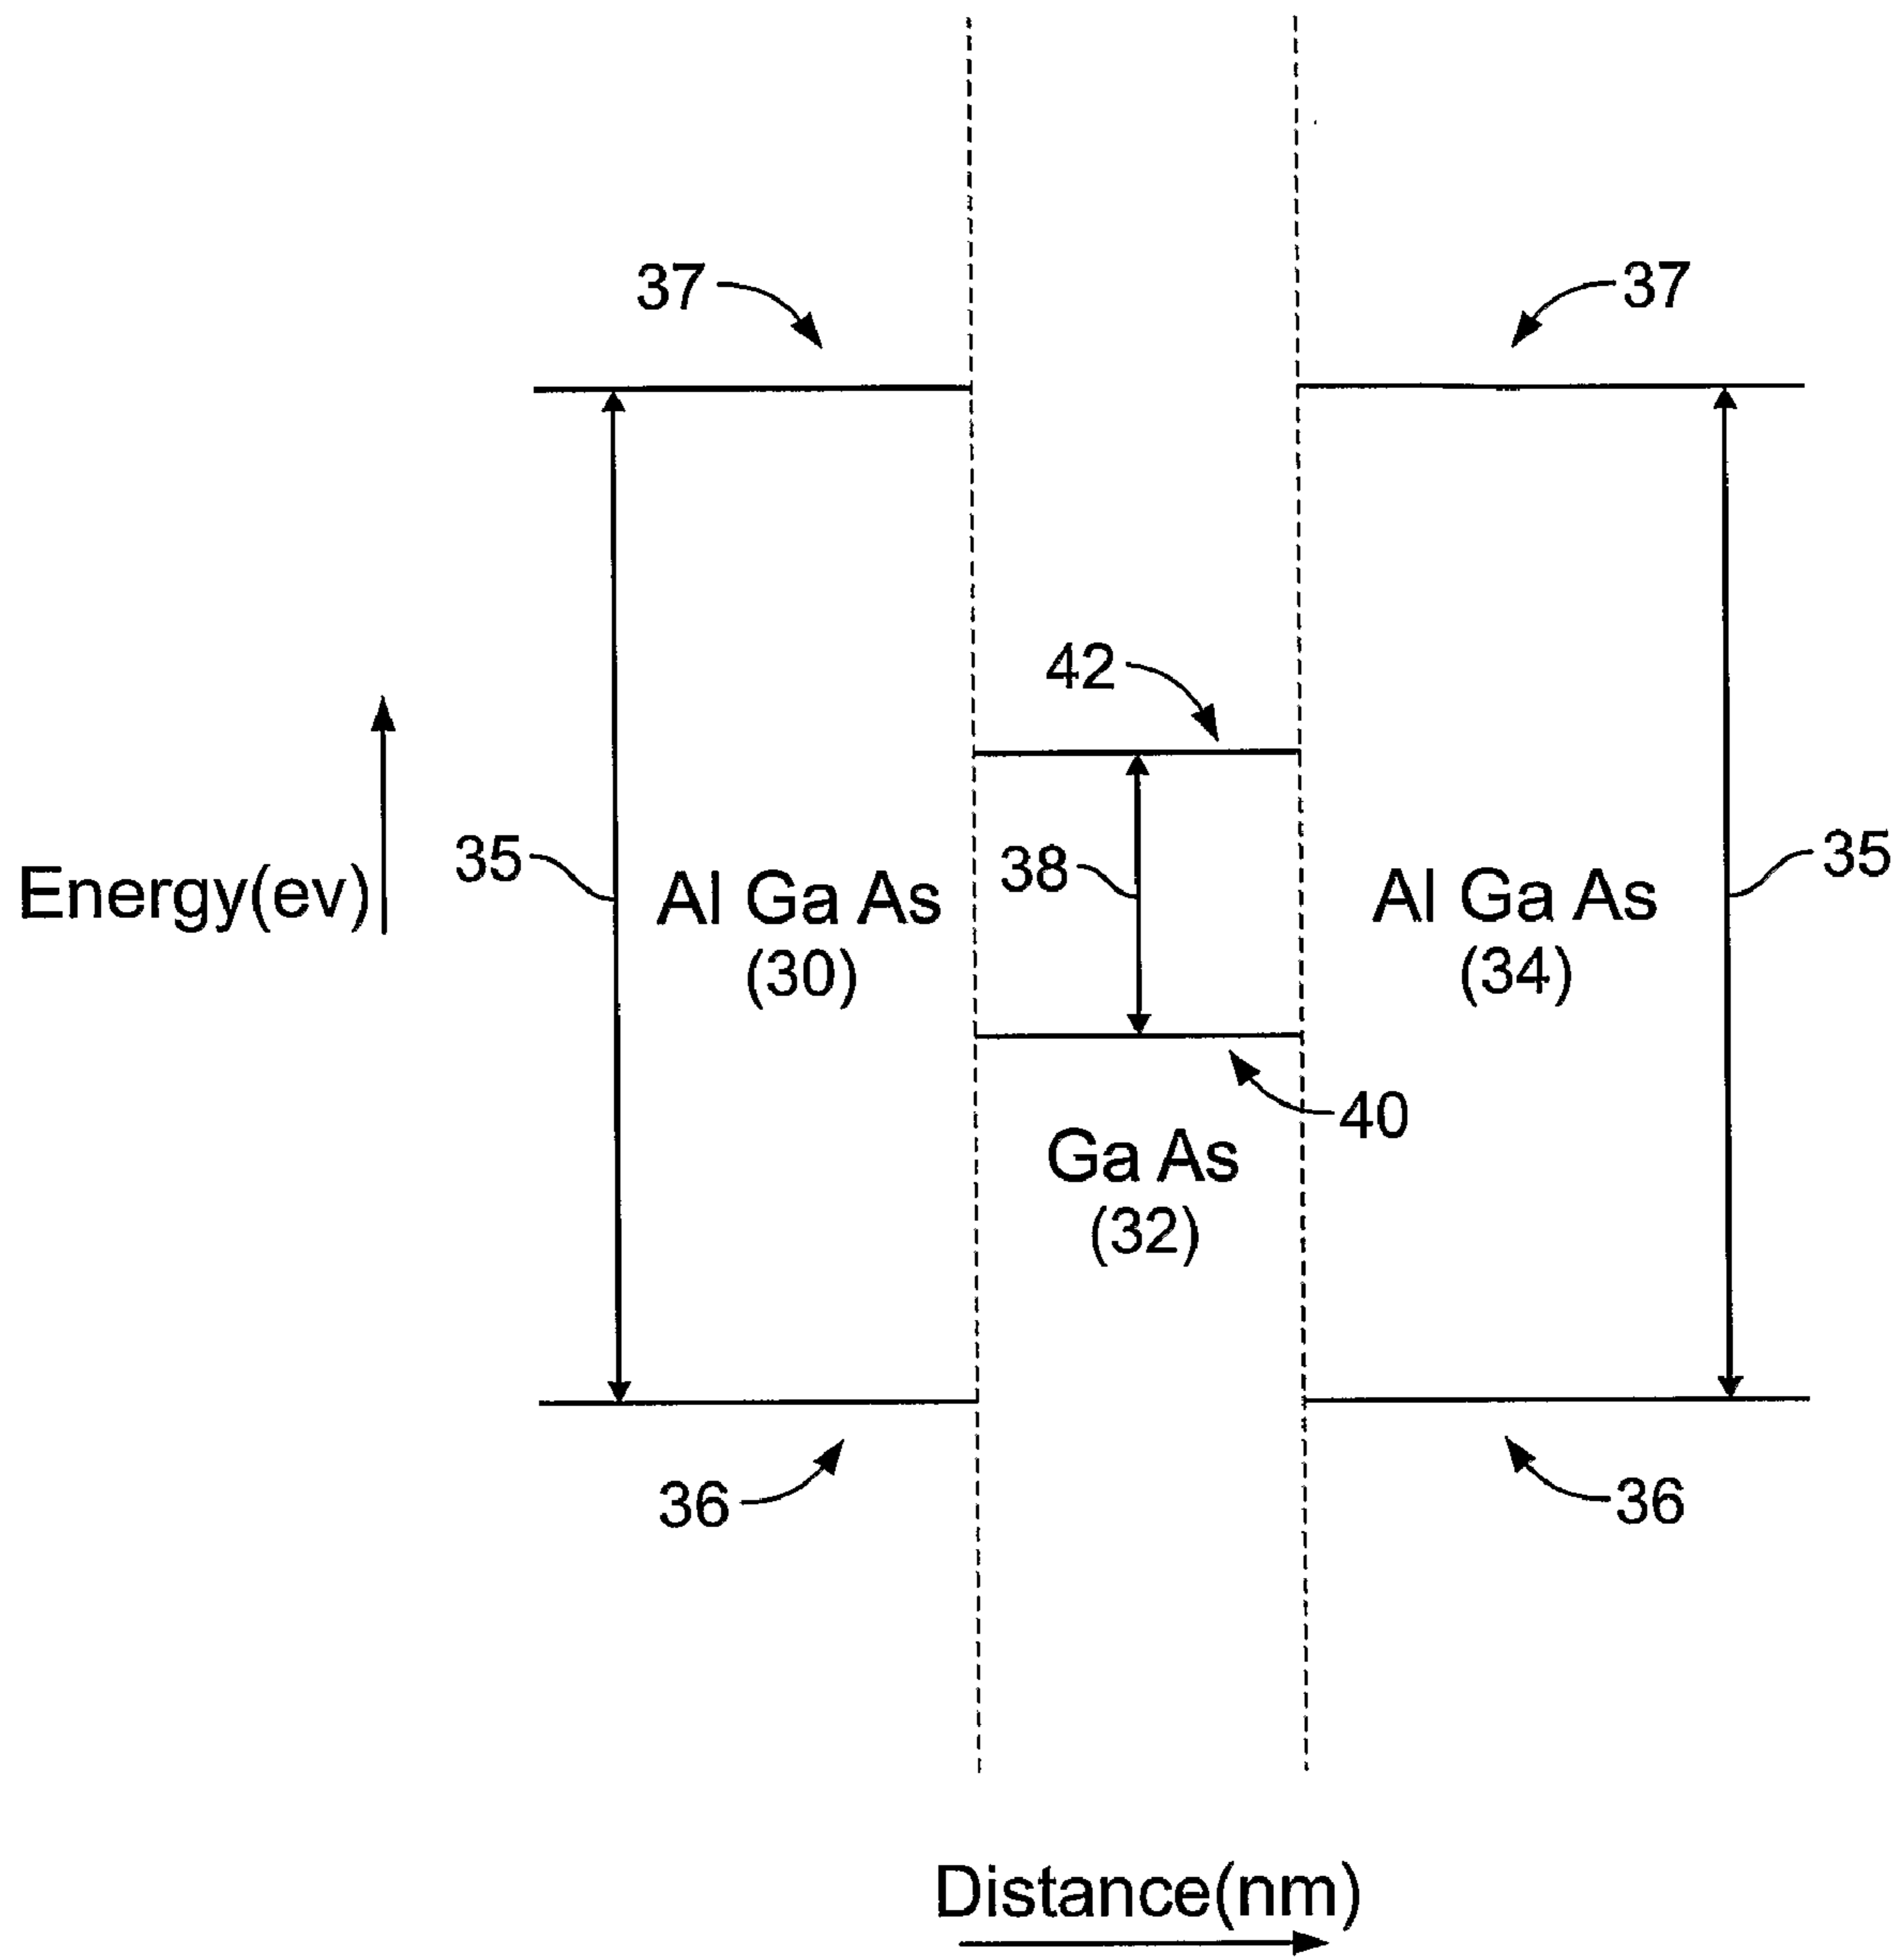 37
37
42
35
38
35
Energy(ev)
Al Ga As
(30)
Al Ga As
(34)
40
Ga As
(32)
36
36
Distance(nm)